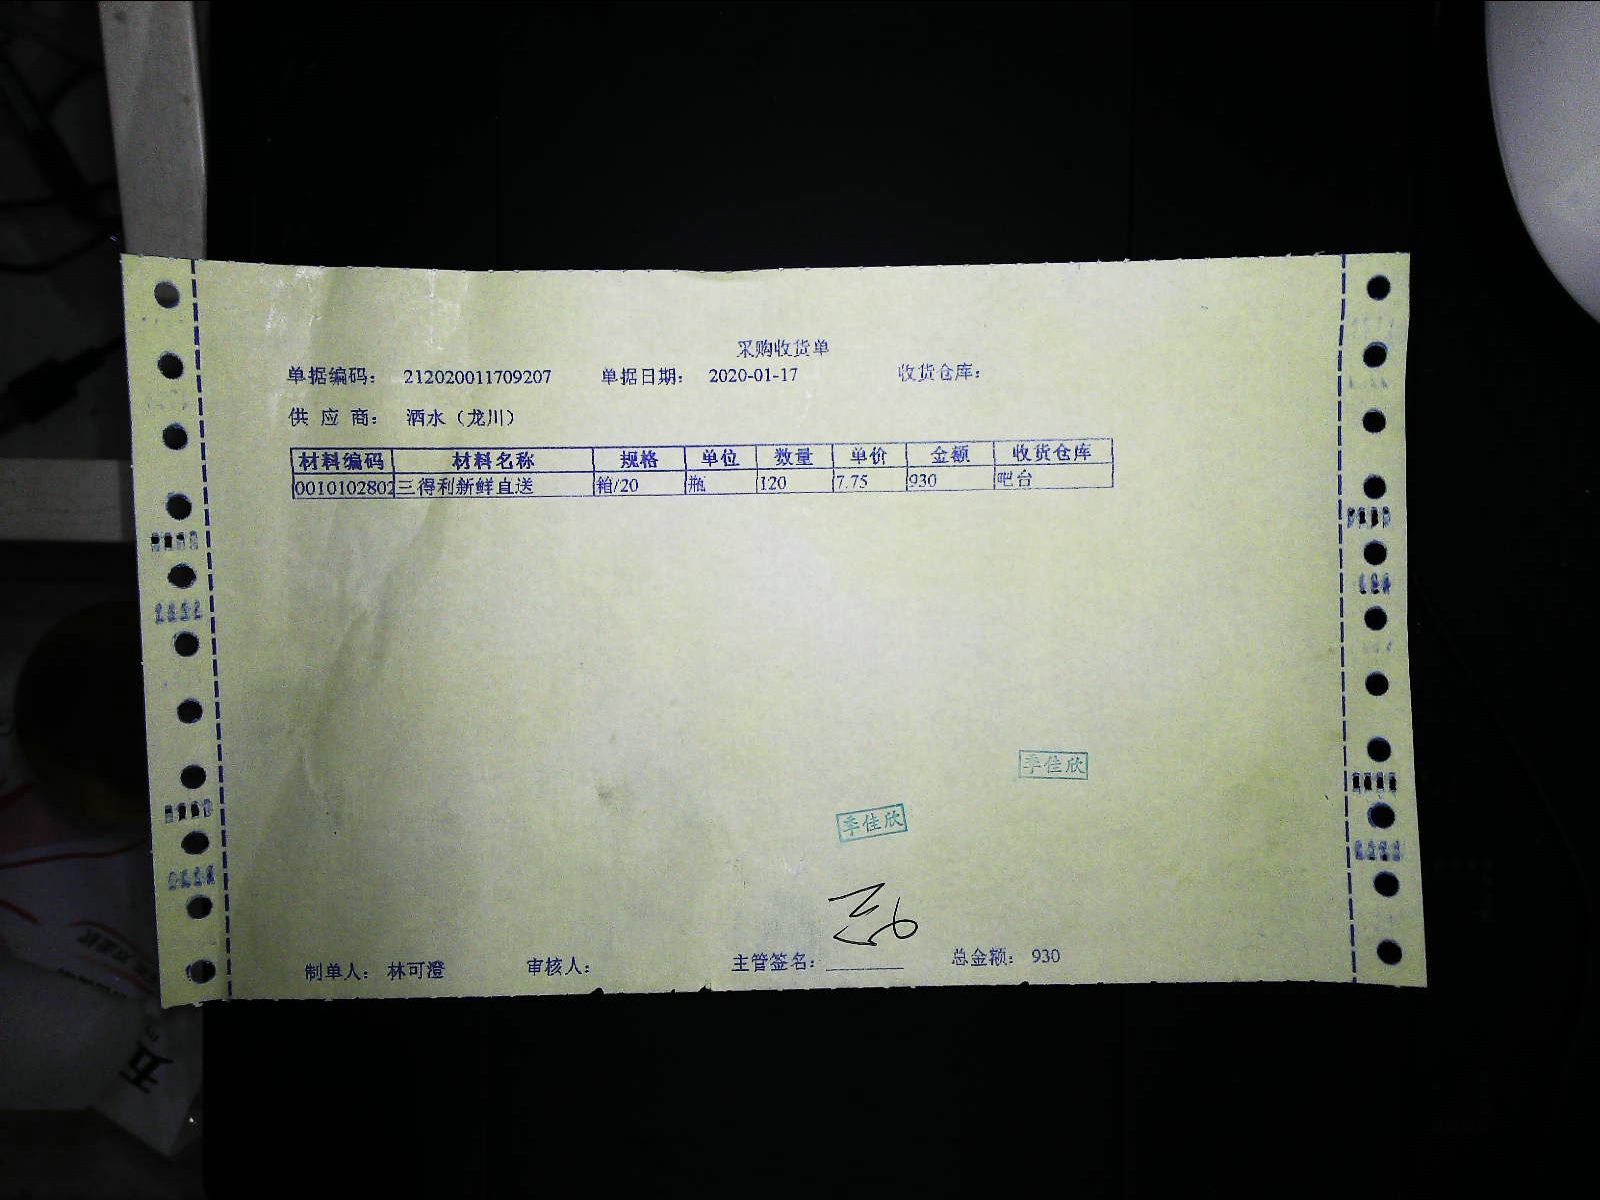 采购收货单
单据编码： 212020011709207 单据日期： 2020-01-17 收货仓库：
供 应 商： 酒水（龙川）
材料编码 材料名称 规格 单位 数量 单价 金额 收货仓库
0010102802 三得利新鲜直送 箱/20 瓶 120 7.75 930 吧台
季佳欣
季佳欣
制单人： 林可澄 审核人： 主管签名： 总金额： 930
五